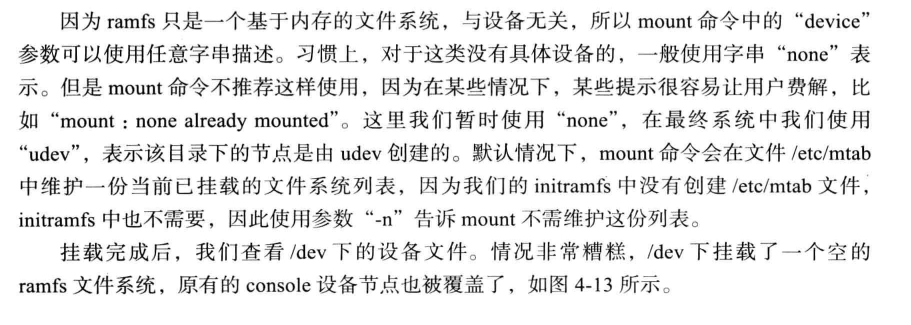 因为 ramfs 只是一个基于内存的文件系统，与设备无关，所以 mount 命令中的“device”
参数可以使用任意字串描述。习惯上，对于这类没有具体设备的，一般使用字串“none”表
示。但是 mount 命令不推荐这样使用，因为在某些情况下，某些提示很容易让用户费解，比
如“mount：none already mounted”。这里我们暂时使用“none”，在最终系统中我们使用
“udev”，表示该目录下的节点是由 udev 创建的。默认情况下，mount 命令会在文件 /etc/mtab
中维护一份当前已挂载的文件系统列表，因为我们的 initramfs 中没有创建 /etc/mtab 文件，
initramfs 中也不需要，因此使用参数“-n”告诉 mount 不需维护这份列表。
挂载完成后，我们查看 /dev 下的设备文件。情况非常糟糕，/dev 下挂载了一个空的
ramfs 文件系统，原有的 console 设备节点也被覆盖了，如图 4-13 所示。